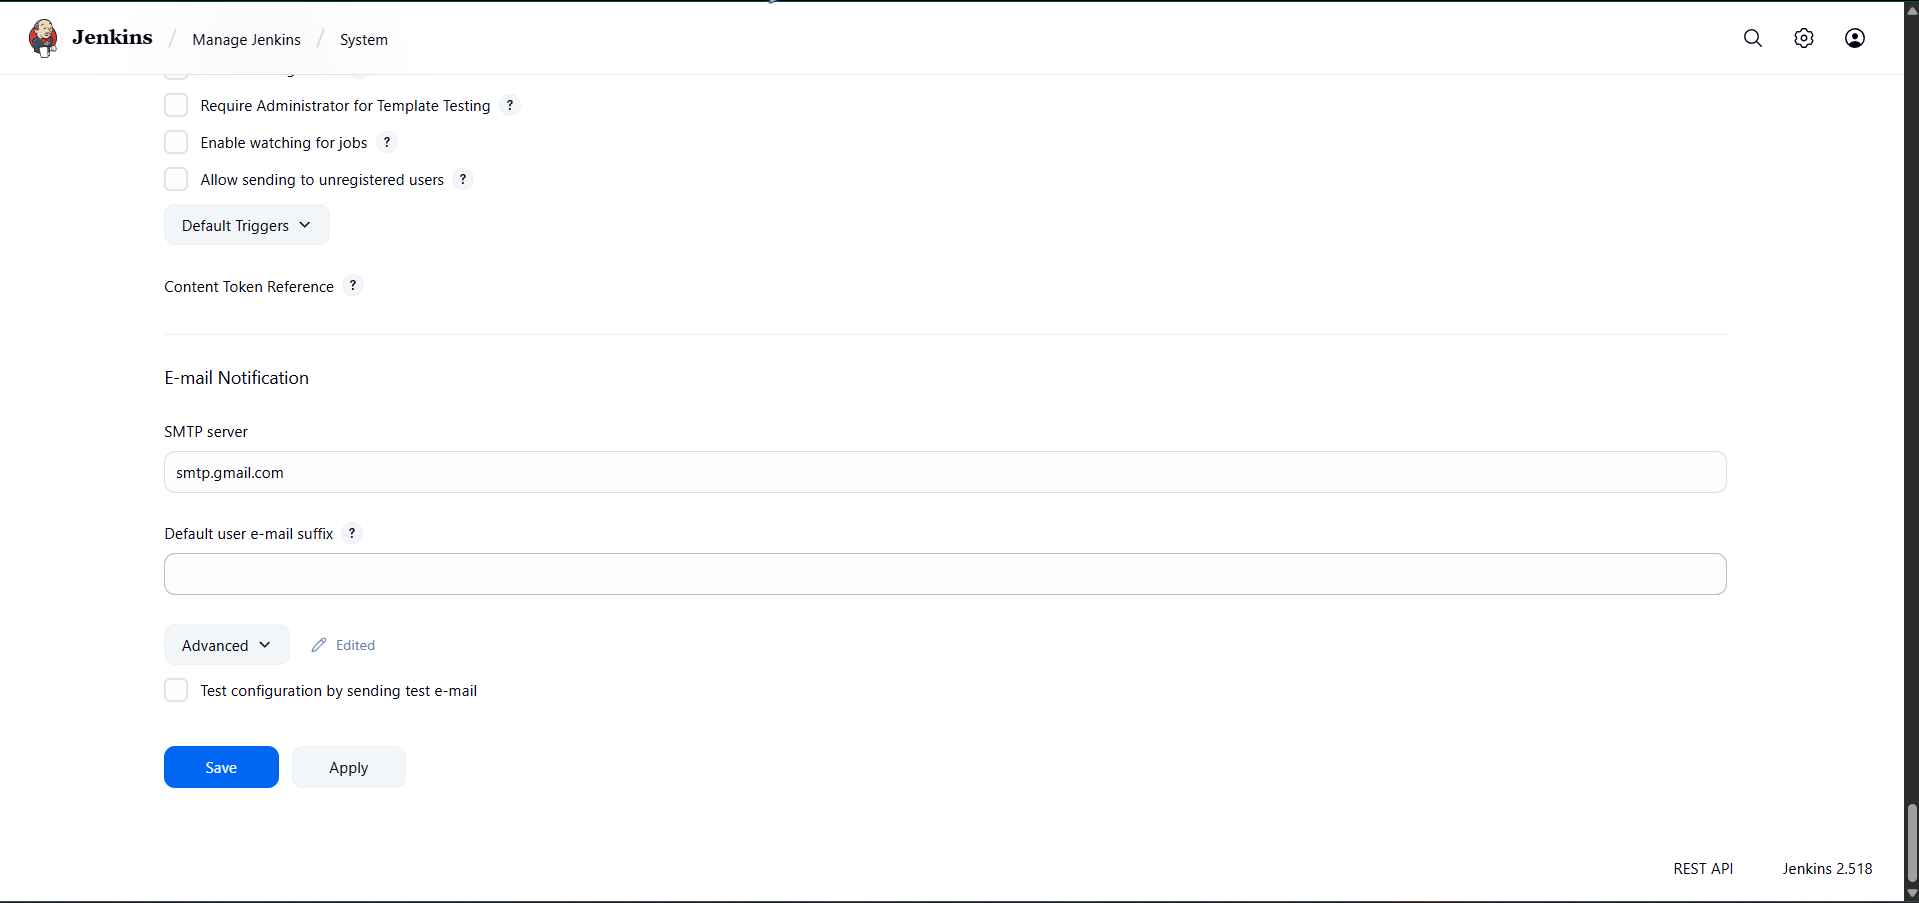 Jenkins / Manage Jenkins / System
Require Administrator for Template Testing ?
Enable watching for jobs ?
Allow sending to unregistered users ?
Default Triggers
Content Token Reference ?
E-mail Notification
SMTP server
smtp.gmail.com
Default user e-mail suffix ?
Advanced Edited
Test configuration by sending test e-mail
Save Apply
REST API Jenkins 2.518